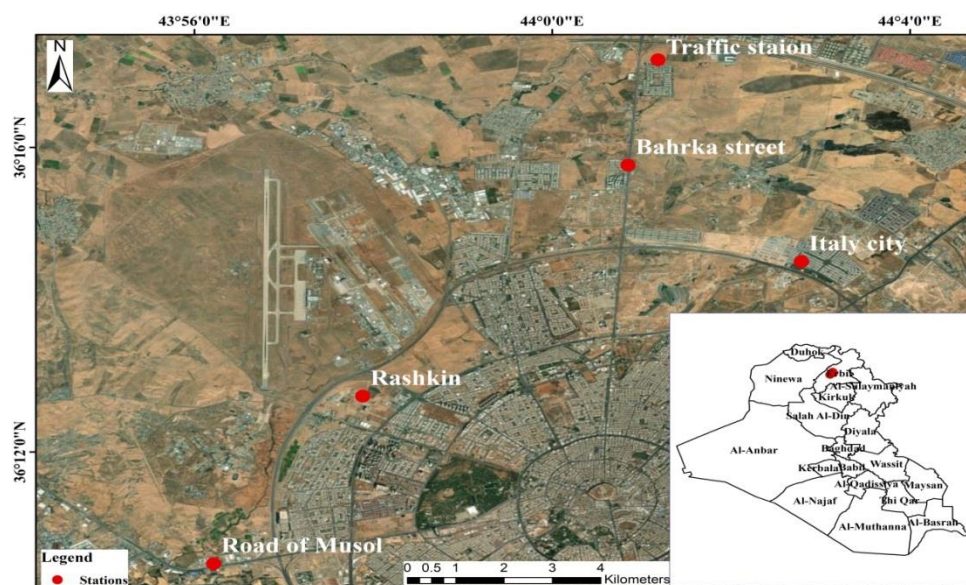 43°56'0"E 44°0'0"E 44°4'0"E
N
36°16'0"N
36°12'0"N
Traffic staion
Bahrka street
Italy city
Rashkin
Road of Musol
Legend
Stations
0 0.5 1 2 3 4
Kilometers
Duhok
Ninewa
Erbil
Al-Sulaymaniyah
Kirkuk
Salah Al-Din
Diyala
Al-Anbar
Baghdad
Wassit
Kerbala
Babil
Al-Qadissiya
Maysan
Al-Najaf
Thi Qar
Al-Muthanna
Al-Basrah